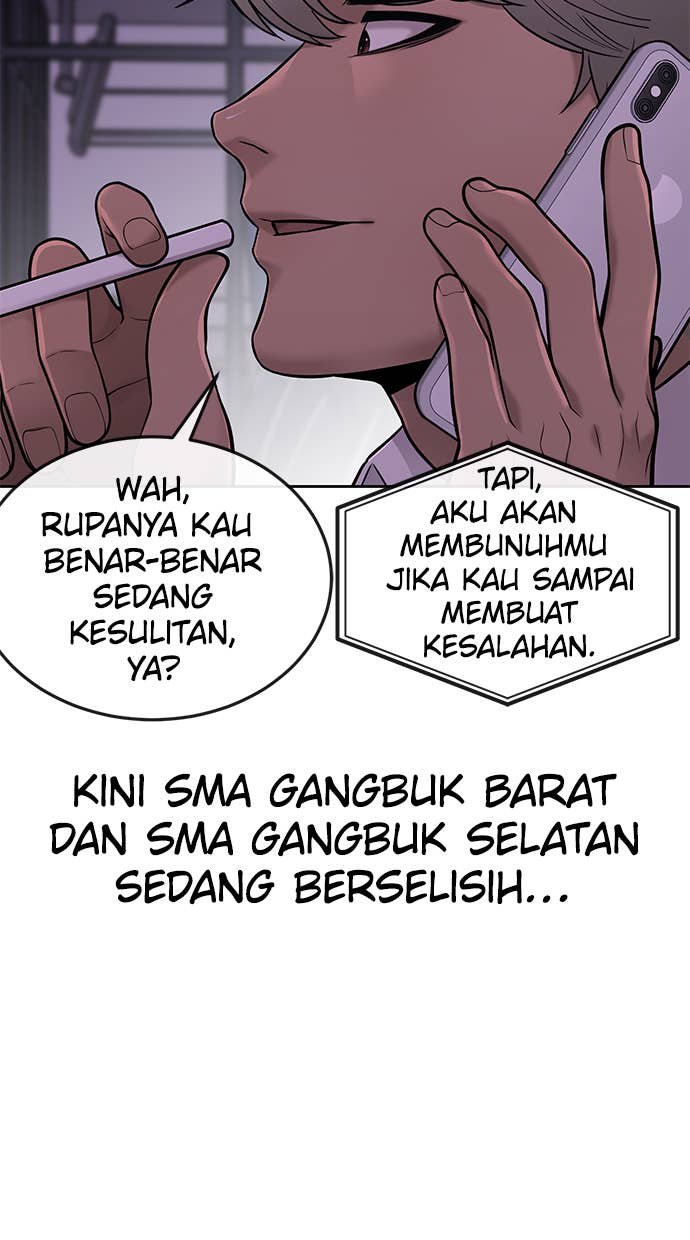 WAH,
RUPANYA KAU
BENAR-BENAR
SEDANG
KESULITAN,
YA?
TAPI,
AKU AKAN
MEMBUNUHMU
JIKA KAU SAMPAI
MEMBUAT
KESALAHAN.
KINI SMA GANGBUK BARAT
DAN SMA GANGBUK SELATAN
SEDANG BERSELISIH...